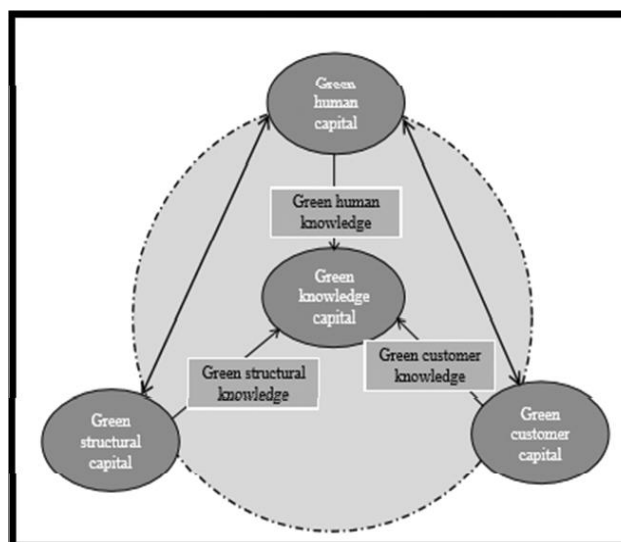 Green
human
capital
Green human
knowledge
Green
knowledge
capital
Green structural
knowledge
Green customer
knowledge
Green
structural
capital
Green
customer
capital